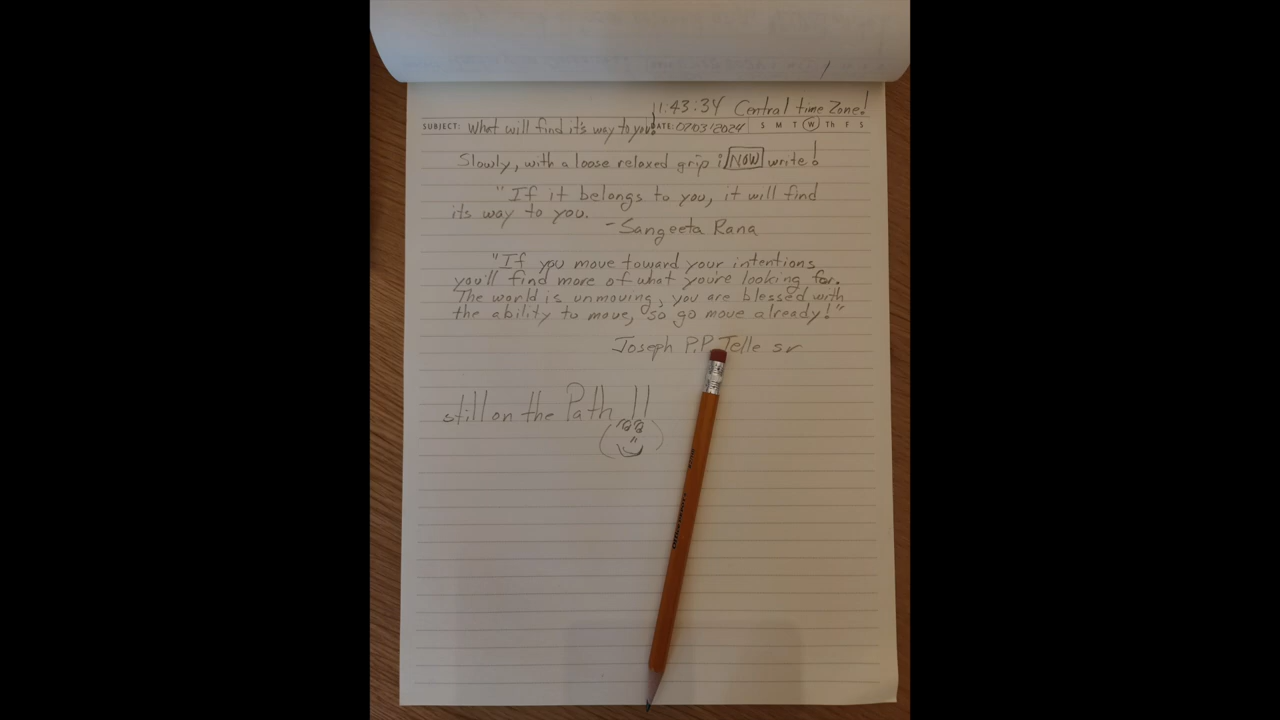 1:43:34 Central time Zone!
SUBJECT: What will find it's way to you! DATE: 07/03/2024 S M T W Th F S
Slowly, with a loose relaxed grip i NOW write!
"If it belongs to you, it will find
its way to you.
-Sangeeta Rana
"If you move toward your intentions
you'll find more of what you're looking for.
The world is unmoving, you are blessed with
the ability to move, so go move already!"
Joseph P.P. Telle sr
still on the Path!!